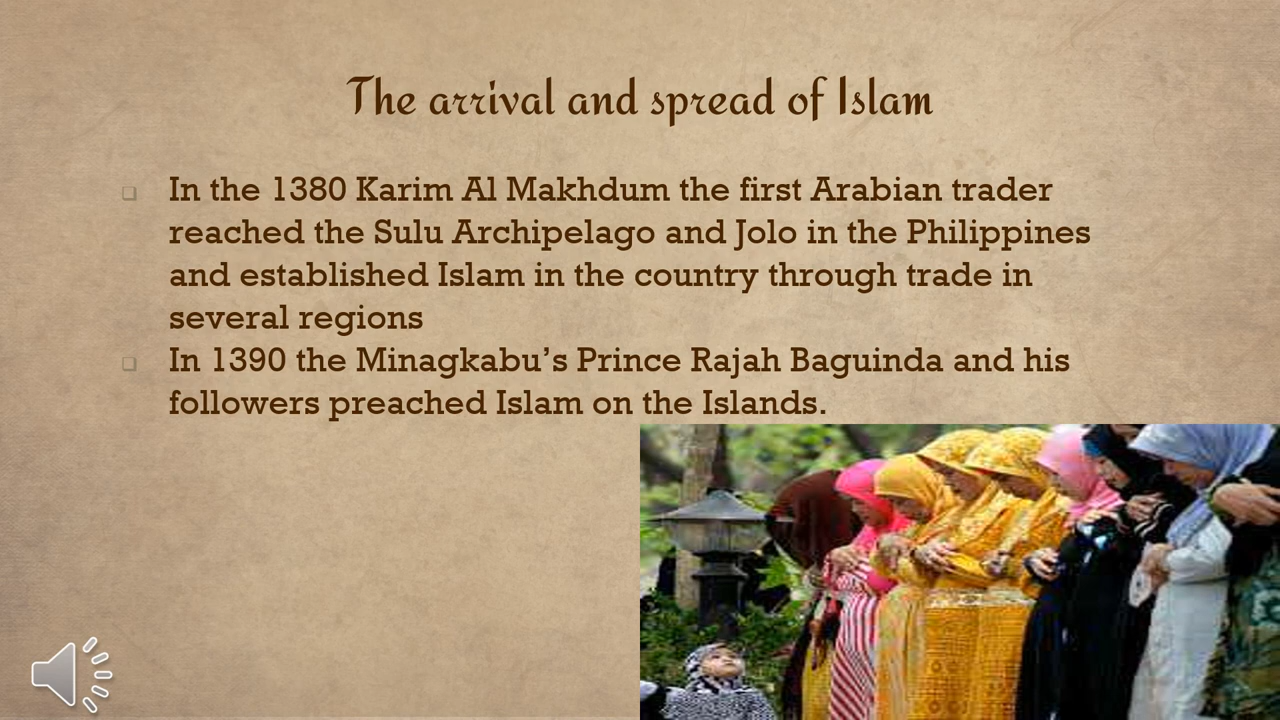 The arrival and spread of Islam
In the 1380 Karim Al Makhdum the first Arabian trader
reached the Sulu Archipelago and Jolo in the Philippines
and established Islam in the country through trade in
several regions
In 1390 the Minagkabu’s Prince Rajah Baguinda and his
followers preached Islam on the Islands.